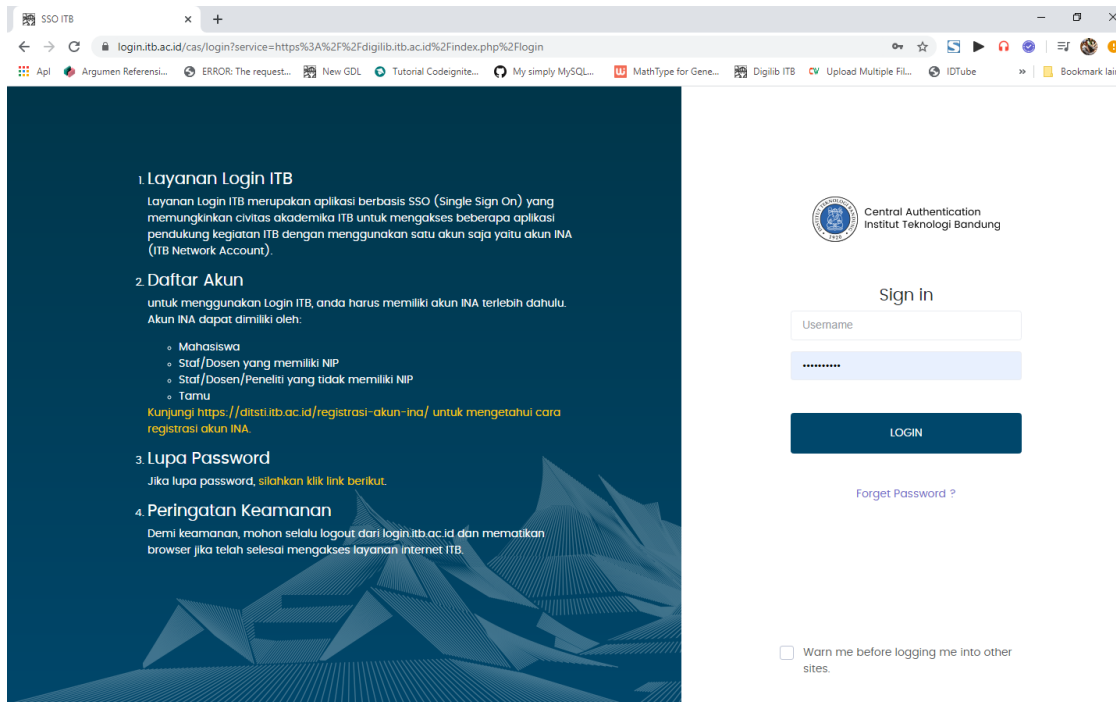 SSO ITB
login.itb.ac.id/cas/login?service=https%3A%2F%2Fdigilib.itb.ac.id%2Findex.php%2Flogin
Apl Argumen Referensi... ERROR: The request... New GDL Tutorial Codeignite... My simply MySQL... MathType for Gene... Digilib ITB Upload Multiple Fil... IDTube » Bookmark lain
1. Layanan Login ITB
Layanan Login ITB merupakan aplikasi berbasis SSO (Single Sign On) yang
memungkinkan civitas akademika ITB untuk mengakses beberapa aplikasi
pendukung kegiatan ITB dengan menggunakan satu akun saja yaitu akun INA
(ITB Network Account).
2. Daftar Akun
untuk menggunakan Login ITB, anda harus memiliki akun INA terlebih dahulu.
Akun INA dapat dimiliki oleh:
Mahasiswa
Staf/Dosen yang memiliki NIP
Staf/Dosen/Peneliti yang tidak memiliki NIP
Tamu
Kunjungi https://ditsti.itb.ac.id/registrasi-akun-ina/ untuk mengetahui cara
registrasi akun INA.
3. Lupa Password
Jika lupa password, silahkan klik link berikut.
4. Peringatan Keamanan
Demi keamanan, mohon selalu logout dari login.itb.ac.id dan mematikan
browser jika telah selesai mengakses layanan internet ITB.
Central Authentication
Institut Teknologi Bandung
Sign in
Username
••••••••••
LOGIN
Forget Password ?
Warn me before logging me into other
sites.